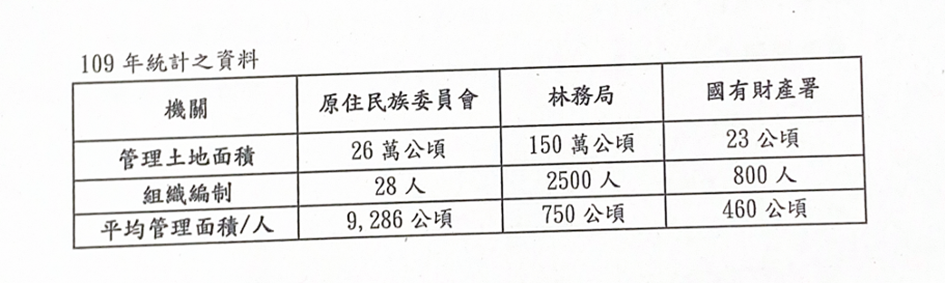 109 年統計之資料
機關 原住民族委員會 林務局 國有財產署
管理土地面積 26 萬公頃 150 萬公頃 23 公頃
組織編制 28 人 2500 人 800 人
平均管理面積/人 9,286 公頃 750 公頃 460 公頃